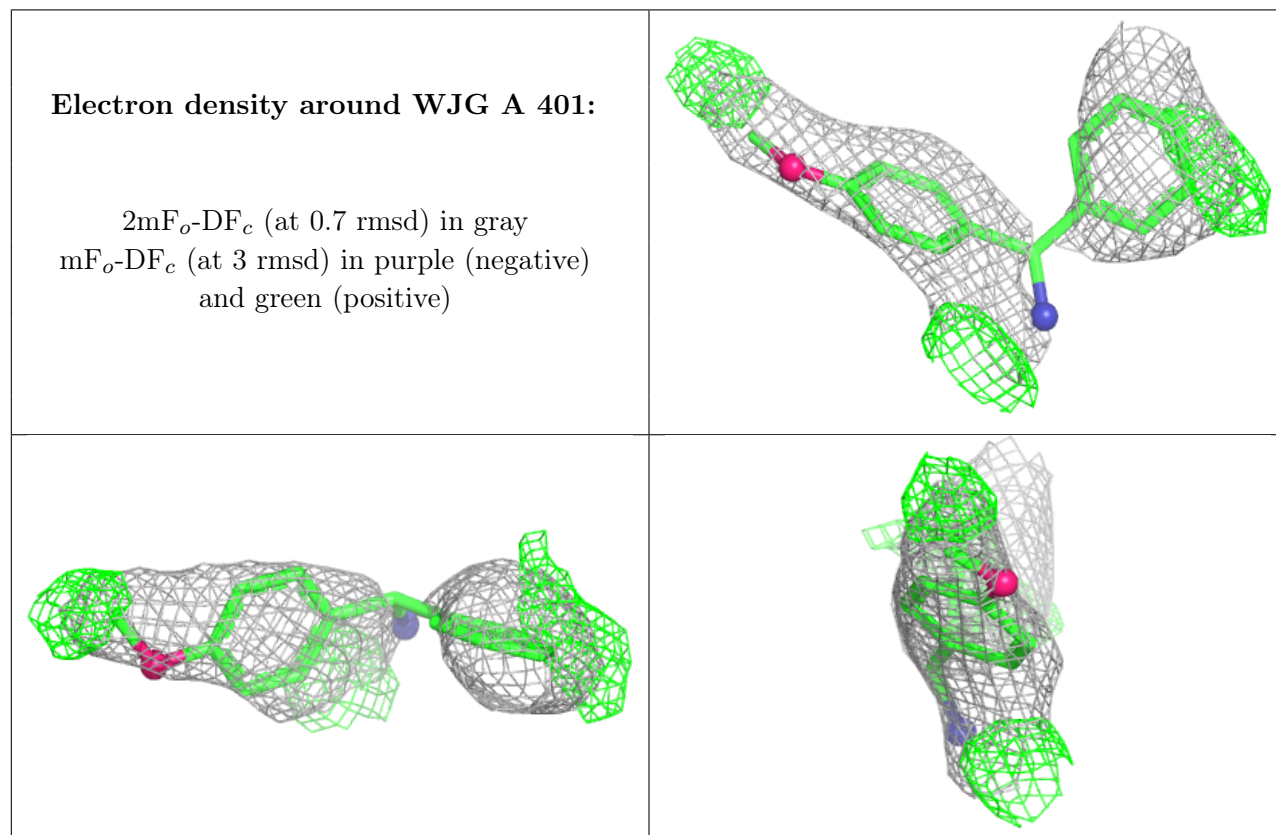 Electron density around WJG A 401:
2mFo-DFc (at 0.7 rmsd) in gray
mFo-DFc (at 3 rmsd) in purple (negative)
and green (positive)